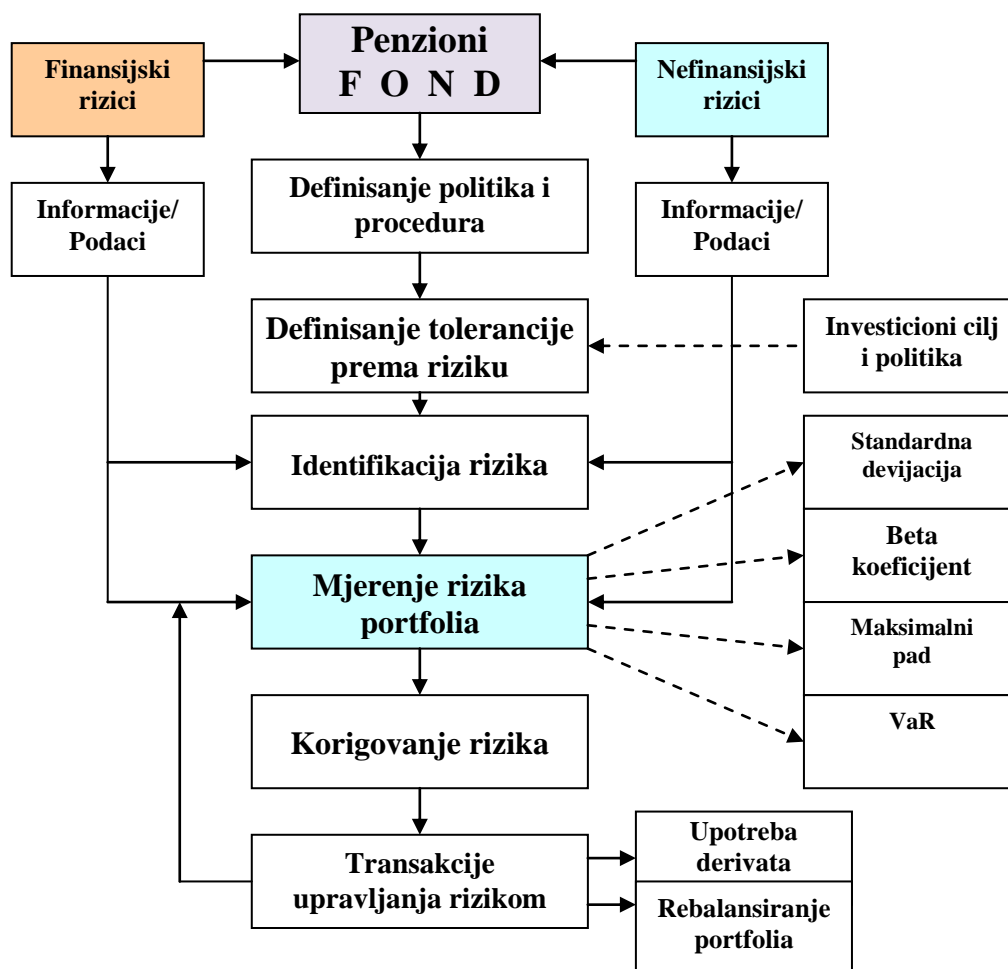 Finansijski
rizici
Penzioni
F O N D
Nefinansijski
rizici
Informacije/
Podaci
Definisanje politika i
procedura
Informacije/
Podaci
Definisanje tolerancije
prema riziku
Investicioni cilj
i politika
Identifikacija rizika
Standardna
devijacija
Beta
koeficijent
Mjerenje rizika
portfolia
Maksimalni
pad
VaR
Korigovanje rizika
Transakcije
upravljanja rizikom
Upotreba
derivata
Rebalansiranje
portfolia